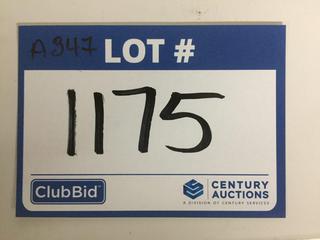 A347 LOT #
1175
ClubBid
CENTURY
AUCTIONS
A DIVISION OF CENTURY SERVICES